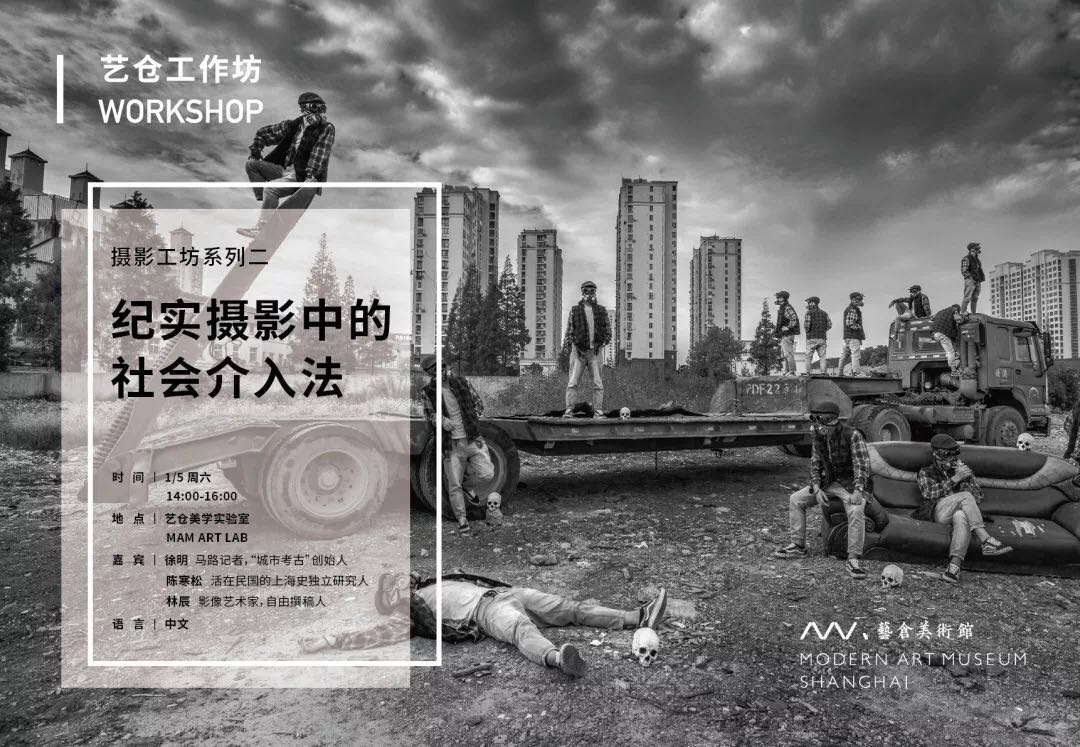 艺仓工作坊
WORKSHOP
摄影工坊系列二
纪实摄影中的
社会介入法
时 间 | 1/5 周六
14:00-16:00
地 点 | 艺仓美学实验室
MAM ART LAB
嘉 宾 | 徐明 马路记者，“城市考古”创始人
陈寒松 活在民国的上海史独立研究人
林辰 影像艺术家，自由撰稿人
语 言 | 中文
藝倉美術館
MODERN ART MUSEUM
SHANGHAI